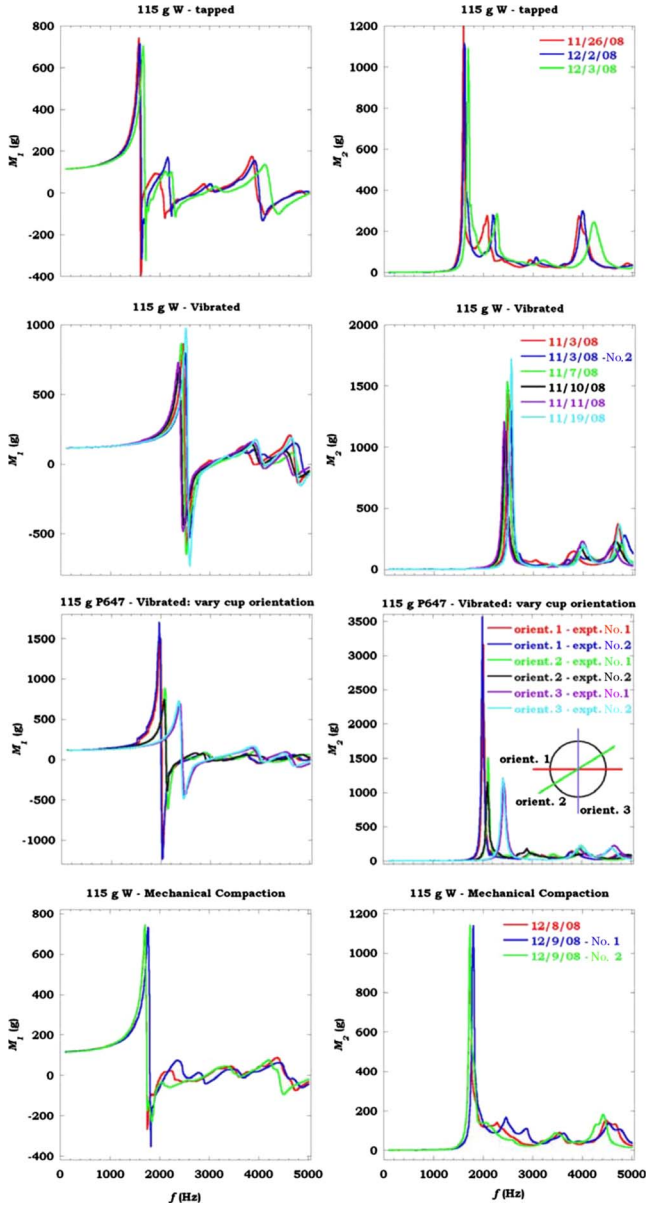 115 g W - tapped
800
600
400
200
0
-200
-400
M1 (g)
115 g W - tapped
1200
1000
800
600
400
200
0
M2 (g)
11/26/08
12/2/08
12/3/08
115 g W - Vibrated
1000
500
0
-500
M1 (g)
115 g W - Vibrated
2000
1500
1000
500
0
M2 (g)
11/3/08
11/3/08 -No.2
11/7/08
11/10/08
11/11/08
11/19/08
115 g P647 - Vibrated: vary cup orientation
1500
1000
500
0
-500
-1000
M1 (g)
115 g P647 - Vibrated: vary cup orientation
3500
3000
2500
2000
1500
1000
500
0
M2 (g)
orient. 1 - expt. No.1
orient. 1 - expt. No.2
orient. 2 - expt. No.1
orient. 2 - expt. No.2
orient. 3 - expt. No.1
orient. 3 - expt. No.2
orient. 1
orient. 2
orient. 3
115 g W - Mechanical Compaction
800
600
400
200
0
-200
-400
M1 (g)
0 1000 2000 3000 4000 5000
f (Hz)
115 g W - Mechanical Compaction
1200
1000
800
600
400
200
0
M2 (g)
12/8/08
12/9/08 - No. 1
12/9/08 - No. 2
0 1000 2000 3000 4000 5000
f (Hz)